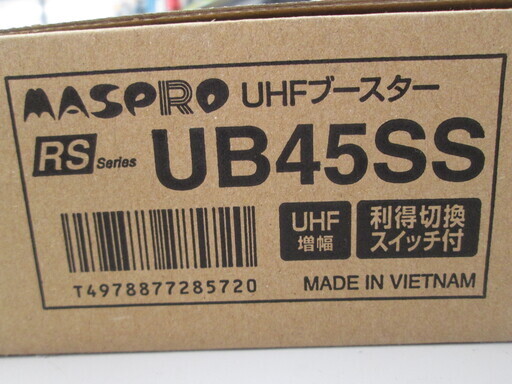 MASPRO UHFブースター
RS Series UB45SS
UHF 増幅
利得切換 スイッチ付
T4978877285720
MADE IN VIETNAM